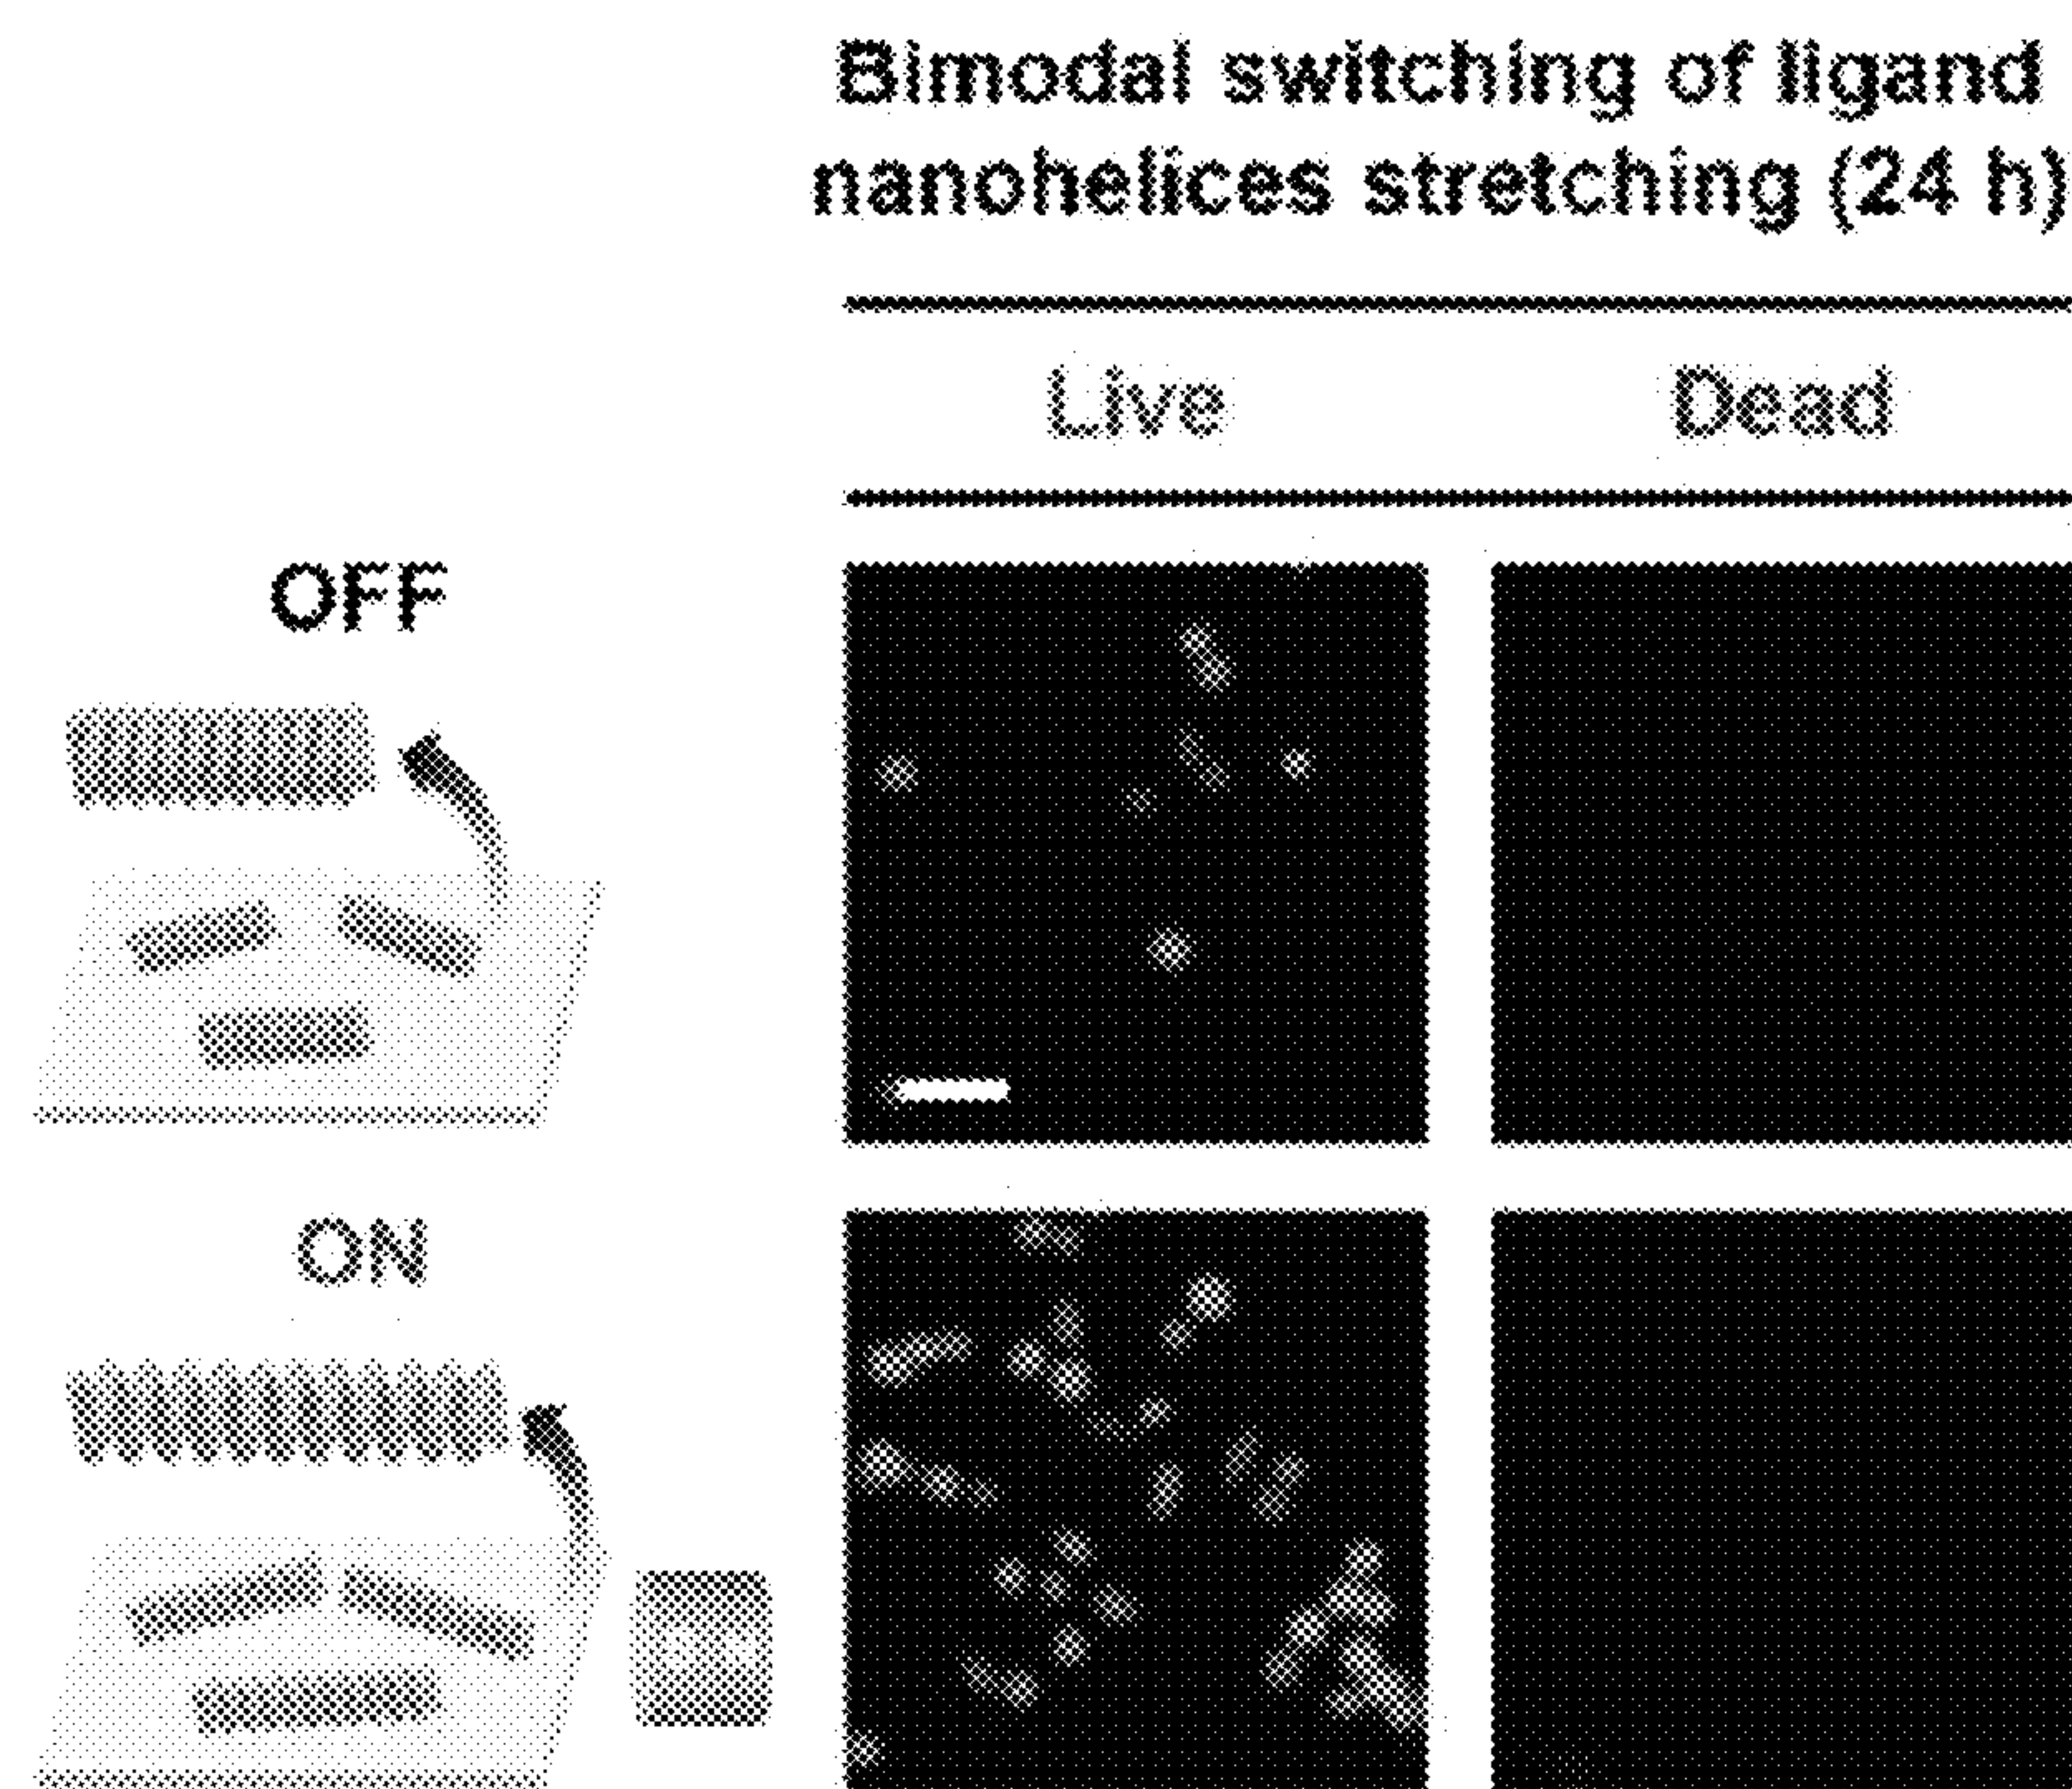 Bimodal switching of ligand
nanohelices stretching (24 h)
Live Dead
OFF
ON